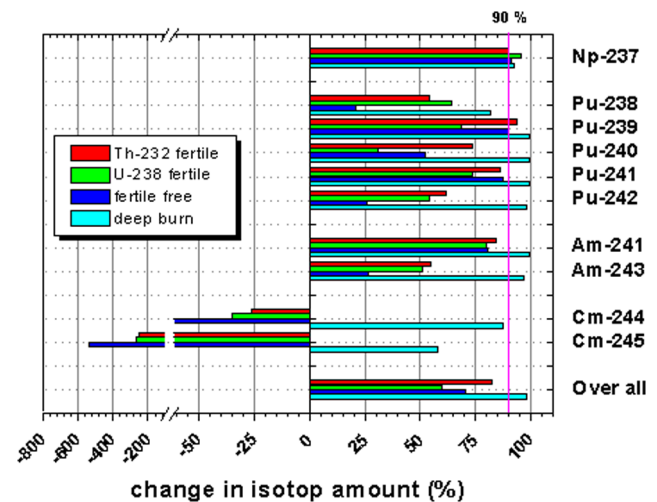 90 %
Np-237
Pu-238
Pu-239
Pu-240
Pu-241
Pu-242
Am-241
Am-243
Cm-244
Cm-245
Over all
Th-232 fertile
U-238 fertile
fertile free
deep burn
-800 -600 -400 -200 -50 -25 0 25 50 75 100
change in isotop amount (%)